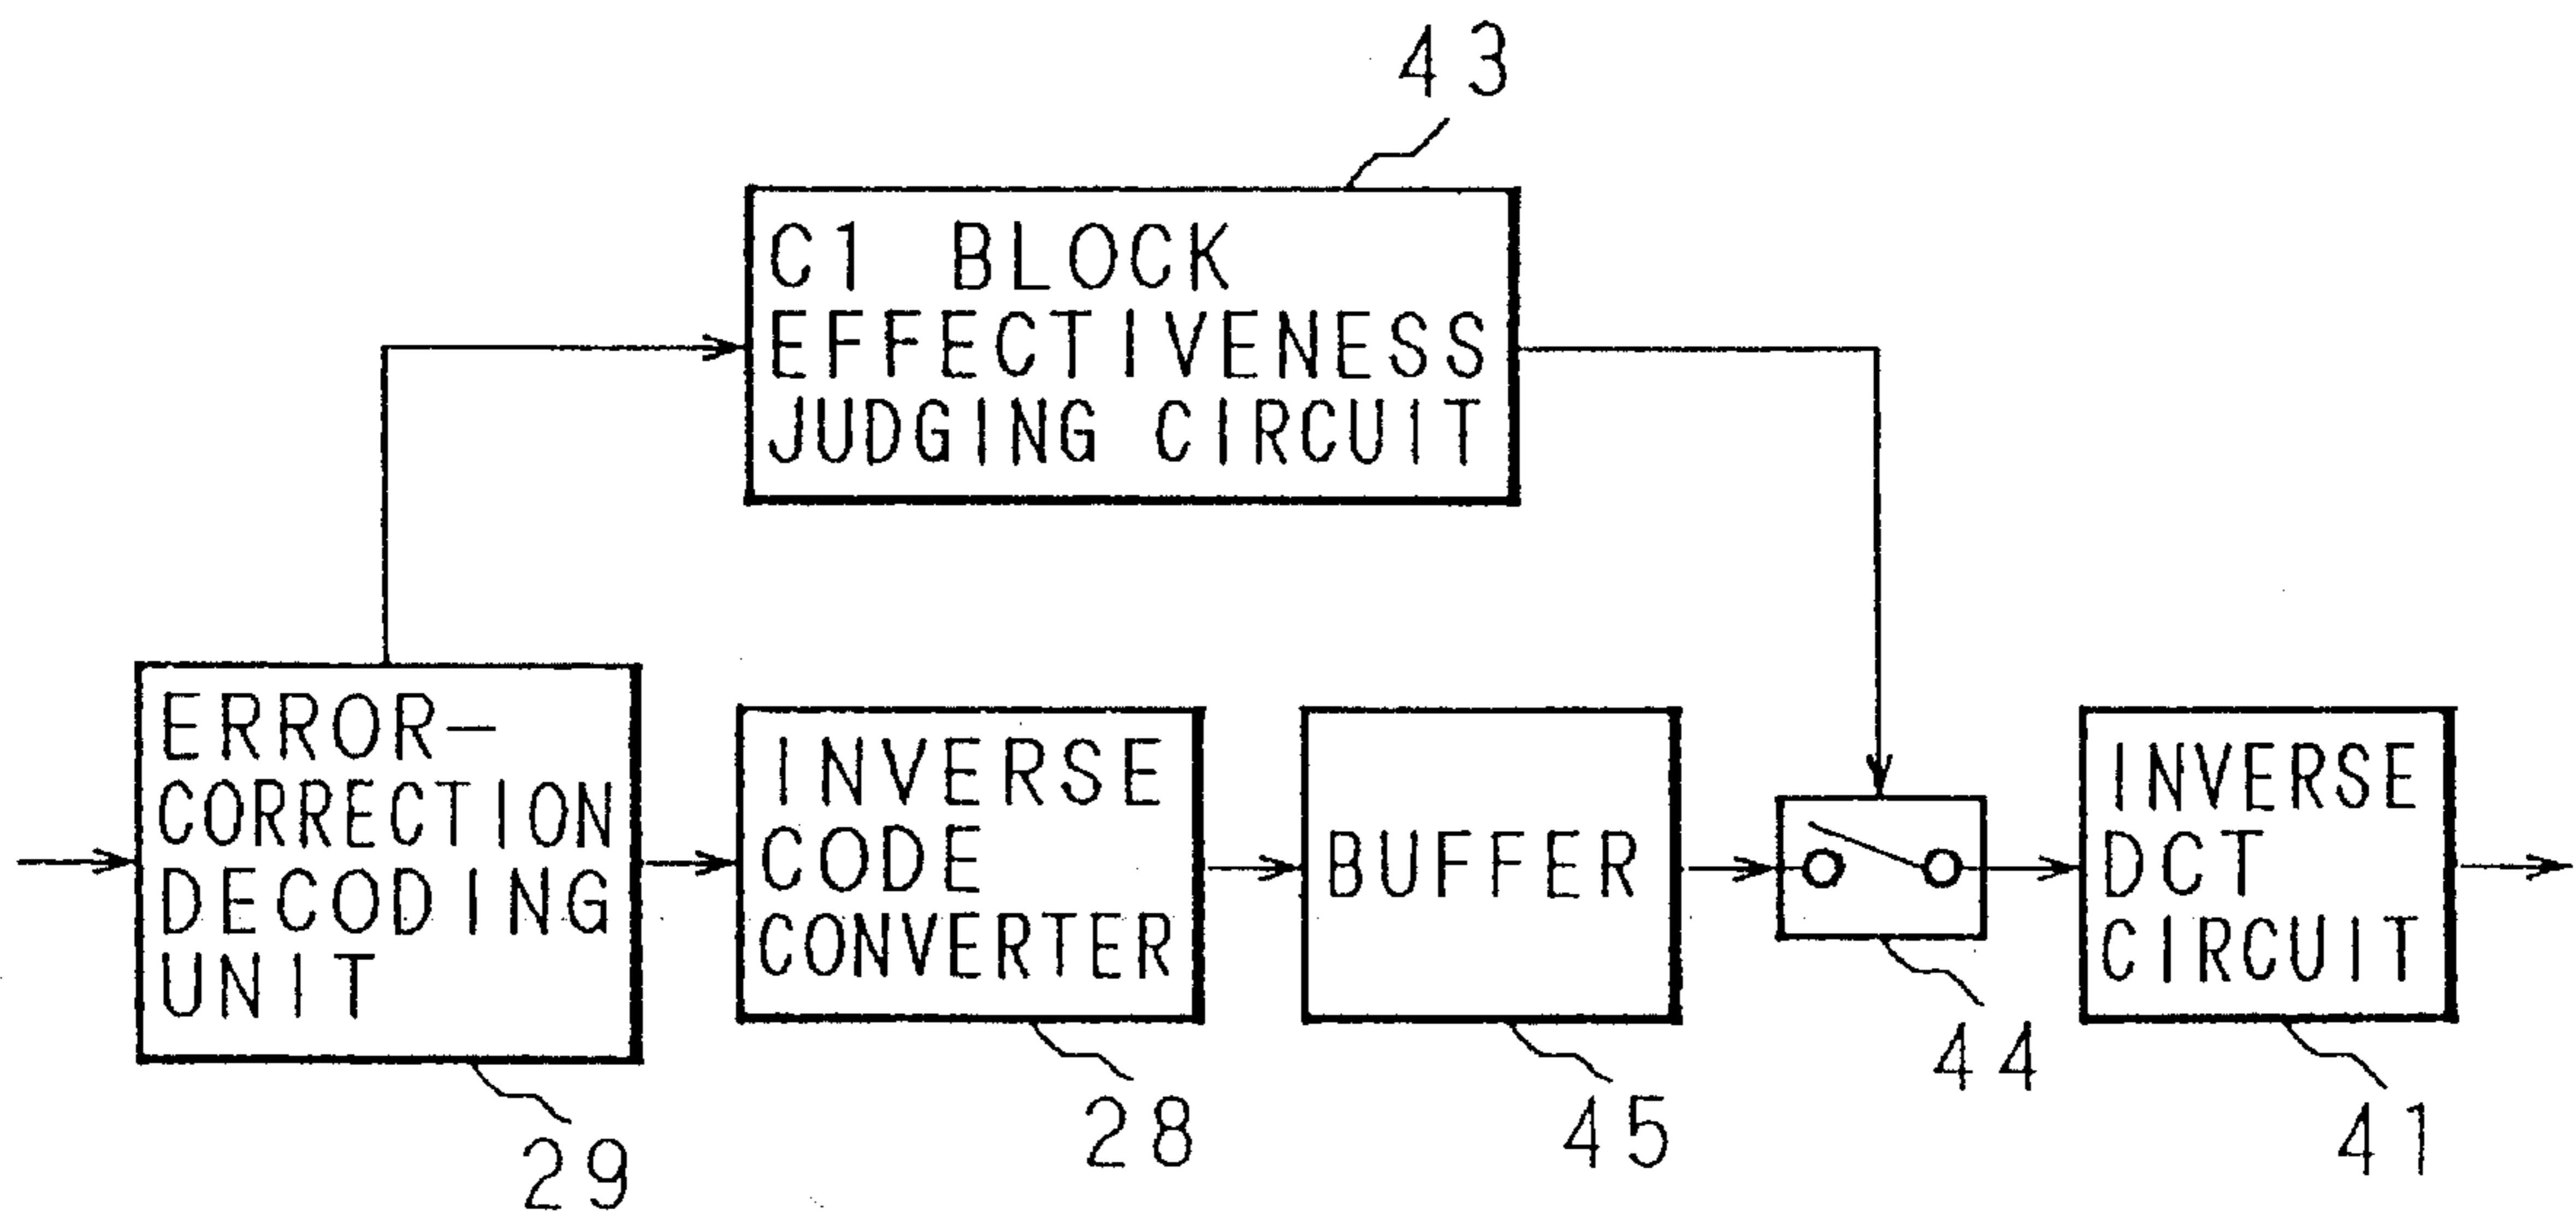 43
C1 BLOCK
EFFECTIVENESS
JUDGING CIRCUIT
ERROR-
CORRECTION
DECODING
UNIT
29
INVERSE
CODE
CONVERTER
28
BUFFER
45
44
INVERSE
DCT
CIRCUIT
41